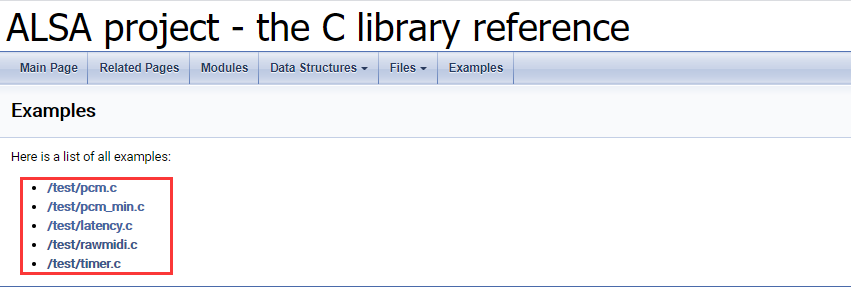 ALSA project - the C library reference
Main Page Related Pages Modules Data Structures Files Examples
Examples
Here is a list of all examples:
/test/pcm.c
/test/pcm_min.c
/test/latency.c
/test/rawmidi.c
/test/timer.c